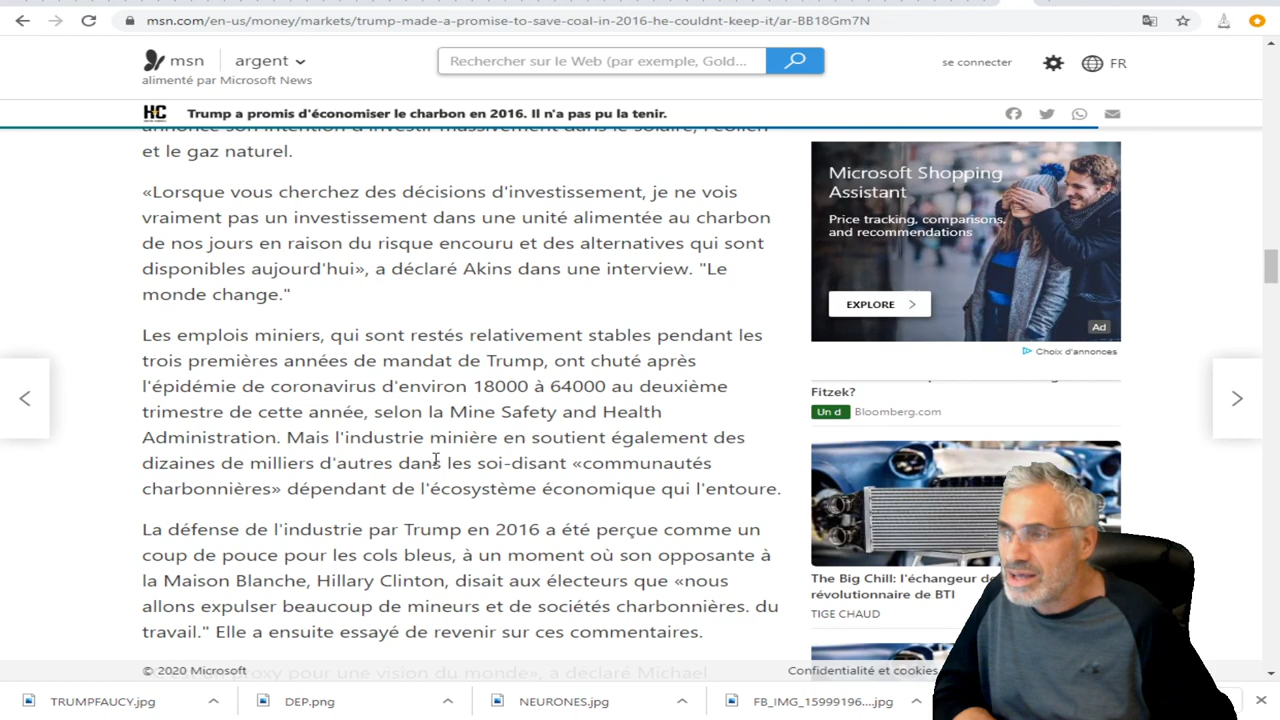 msn.com/en-us/money/markets/trump-made-a-promise-to-save-coal-in-2016-he-couldnt-keep-it/ar-BB18Gm7N
msn argent
Rechercher sur le Web (par exemple, Gold...
se connecter
FR
alimenté par Microsoft News
HC Trump a promis d'économiser le charbon en 2016. Il n'a pas pu la tenir.
annoncé son intention d'investir massivement dans le solaire, l'éolien
et le gaz naturel.
«Lorsque vous cherchez des décisions d'investissement, je ne vois
vraiment pas un investissement dans une unité alimentée au charbon
de nos jours en raison du risque encouru et des alternatives qui sont
disponibles aujourd'hui», a déclaré Akins dans une interview. "Le
monde change."
Les emplois miniers, qui sont restés relativement stables pendant les
trois premières années de mandat de Trump, ont chuté après
l'épidémie de coronavirus d'environ 18000 à 64000 au deuxième
trimestre de cette année, selon la Mine Safety and Health
Administration. Mais l'industrie minière en soutient également des
dizaines de milliers d'autres dans les soi-disant «communautés
charbonnières» dépendant de l'écosystème économique qui l'entoure.
La défense de l'industrie par Trump en 2016 a été perçue comme un
coup de pouce pour les cols bleus, à un moment où son opposante à
la Maison Blanche, Hillary Clinton, disait aux électeurs que «nous
allons expulser beaucoup de mineurs et de sociétés charbonnières. du
travail." Elle a ensuite essayé de revenir sur ces commentaires.
proxy pour une vision du monde», a déclaré Michael
Microsoft Shopping
Assistant
Price tracking, comparisons,
and recommendations
EXPLORE
Ad
Choix d'annonces
Fitzek?
Un d Bloomberg.com
The Big Chill: l'échangeur de
révolutionnaire de BTI
TIGE CHAUD
© 2020 Microsoft
Confidentialité et cookies
TRUMPFAUCY.jpg
DEP.png
NEURONES.jpg
FB_IMG_15999196....jpg